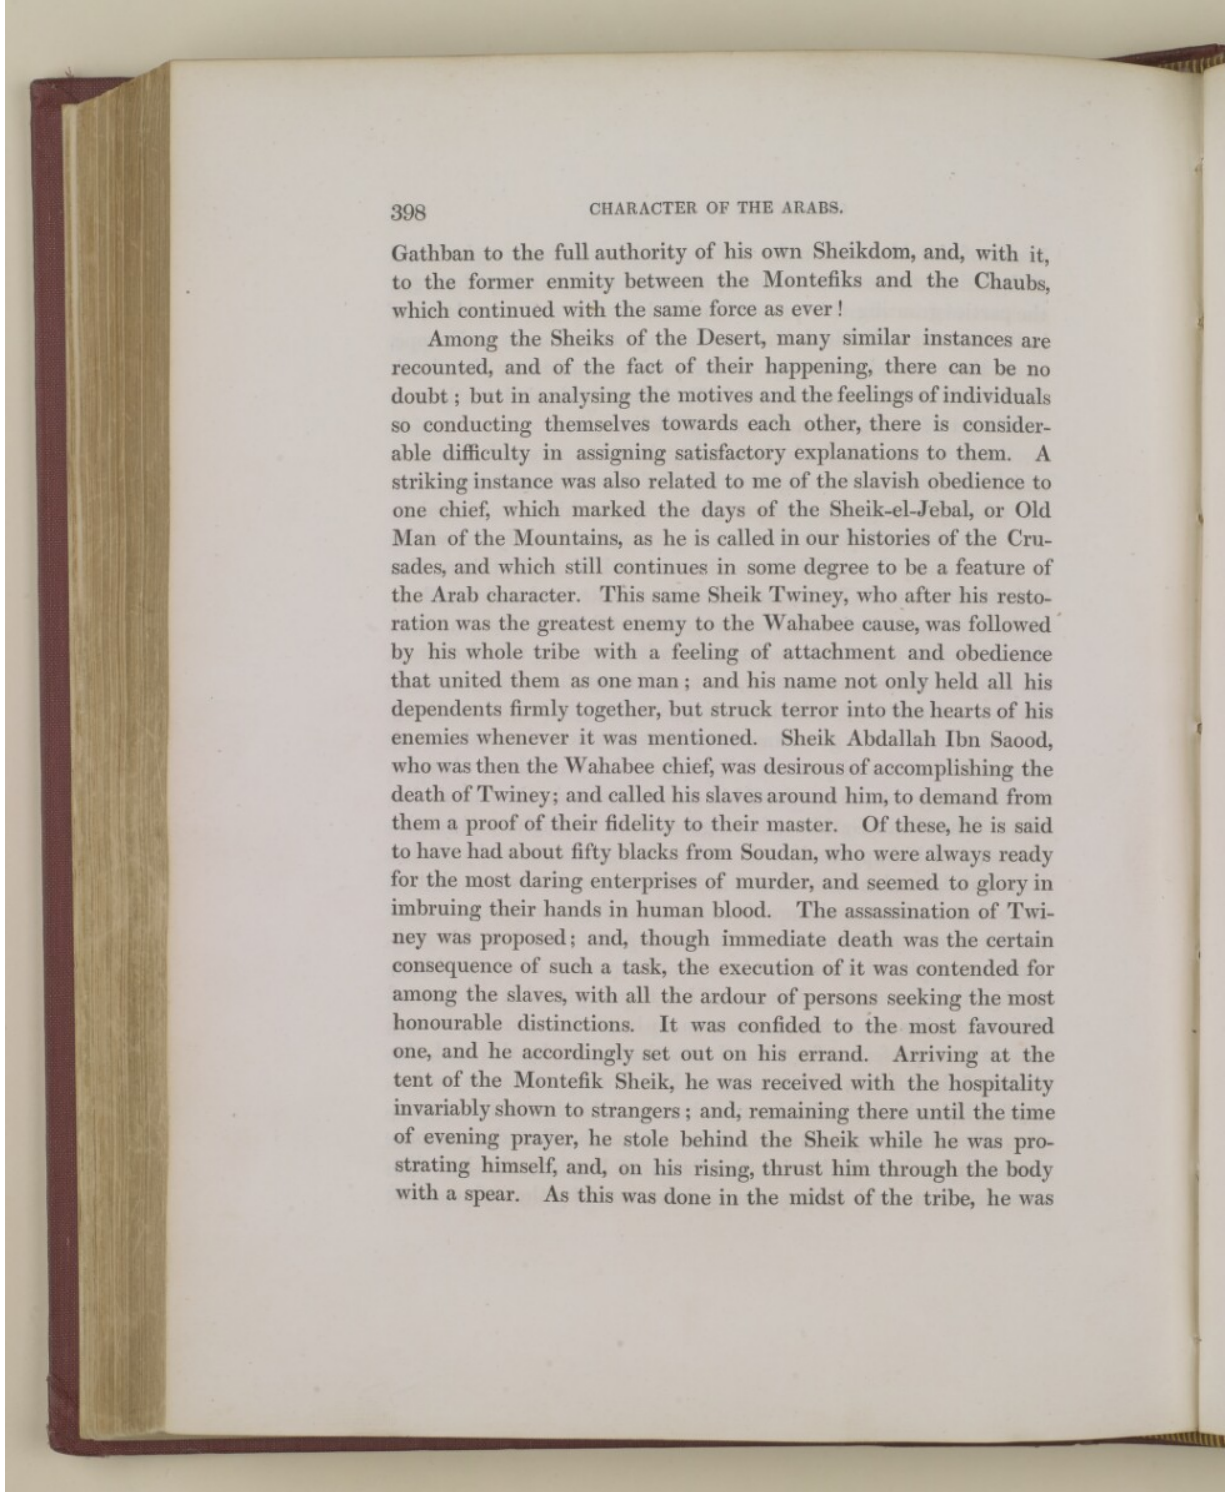 398 CHARACTER OF THE ARABS.
Gathban to the full authority of his own Sheikdom, and, with it,
to the former enmity between the Montefiks and the Chaubs,
which continued with the same force as ever !
Among the Sheiks of the Desert, many similar instances are
recounted, and of the fact of their happening, there can be no
doubt ; but in analysing the motives and the feelings of individuals
so conducting themselves towards each other, there is consider-
able difficulty in assigning satisfactory explanations to them. A
striking instance was also related to me of the slavish obedience to
one chief, which marked the days of the Sheik-el-Jebal, or Old
Man of the Mountains, as he is called in our histories of the Cru-
sades, and which still continues in some degree to be a feature of
the Arab character. This same Sheik Twiney, who after his resto-
ration was the greatest enemy to the Wahabee cause, was followed
by his whole tribe with a feeling of attachment and obedience
that united them as one man ; and his name not only held all his
dependents firmly together, but struck terror into the hearts of his
enemies whenever it was mentioned. Sheik Abdallah Ibn Saood,
who was then the Wahabee chief, was desirous of accomplishing the
death of Twiney; and called his slaves around him, to demand from
them a proof of their fidelity to their master. Of these, he is said
to have had about fifty blacks from Soudan, who were always ready
for the most daring enterprises of murder, and seemed to glory in
imbruing their hands in human blood. The assassination of Twi-
ney was proposed; and, though immediate death was the certain
consequence of such a task, the execution of it was contended for
among the slaves, with all the ardour of persons seeking the most
honourable distinctions. It was confided to the most favoured
one, and he accordingly set out on his errand. Arriving at the
tent of the Montefik Sheik, he was received with the hospitality
invariably shown to strangers ; and, remaining there until the time
of evening prayer, he stole behind the Sheik while he was pro-
strating himself, and, on his rising, thrust him through the body
with a spear. As this was done in the midst of the tribe, he was